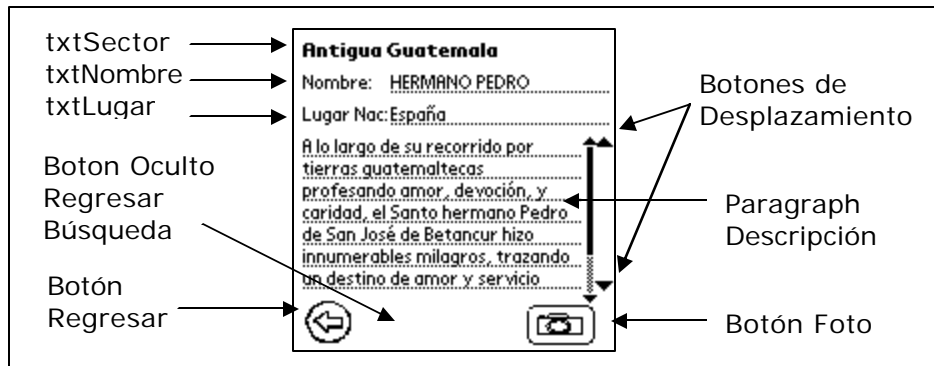 txtSector
txtNombre
txtLugar
Boton Oculto
Regresar
Búsqueda
Botón
Regresar
Antigua Guatemala
Nombre: HERMANO PEDRO
Lugar Nac: España
A lo largo de su recorrido por
tierras guatemaltecas
profesando amor, devoción, y
caridad, el Santo hermano Pedro
de San José de Betancur hizo
innumerables milagros, trazando
un destino de amor y servicio
Botones de
Desplazamiento
Paragraph
Descripción
Botón Foto